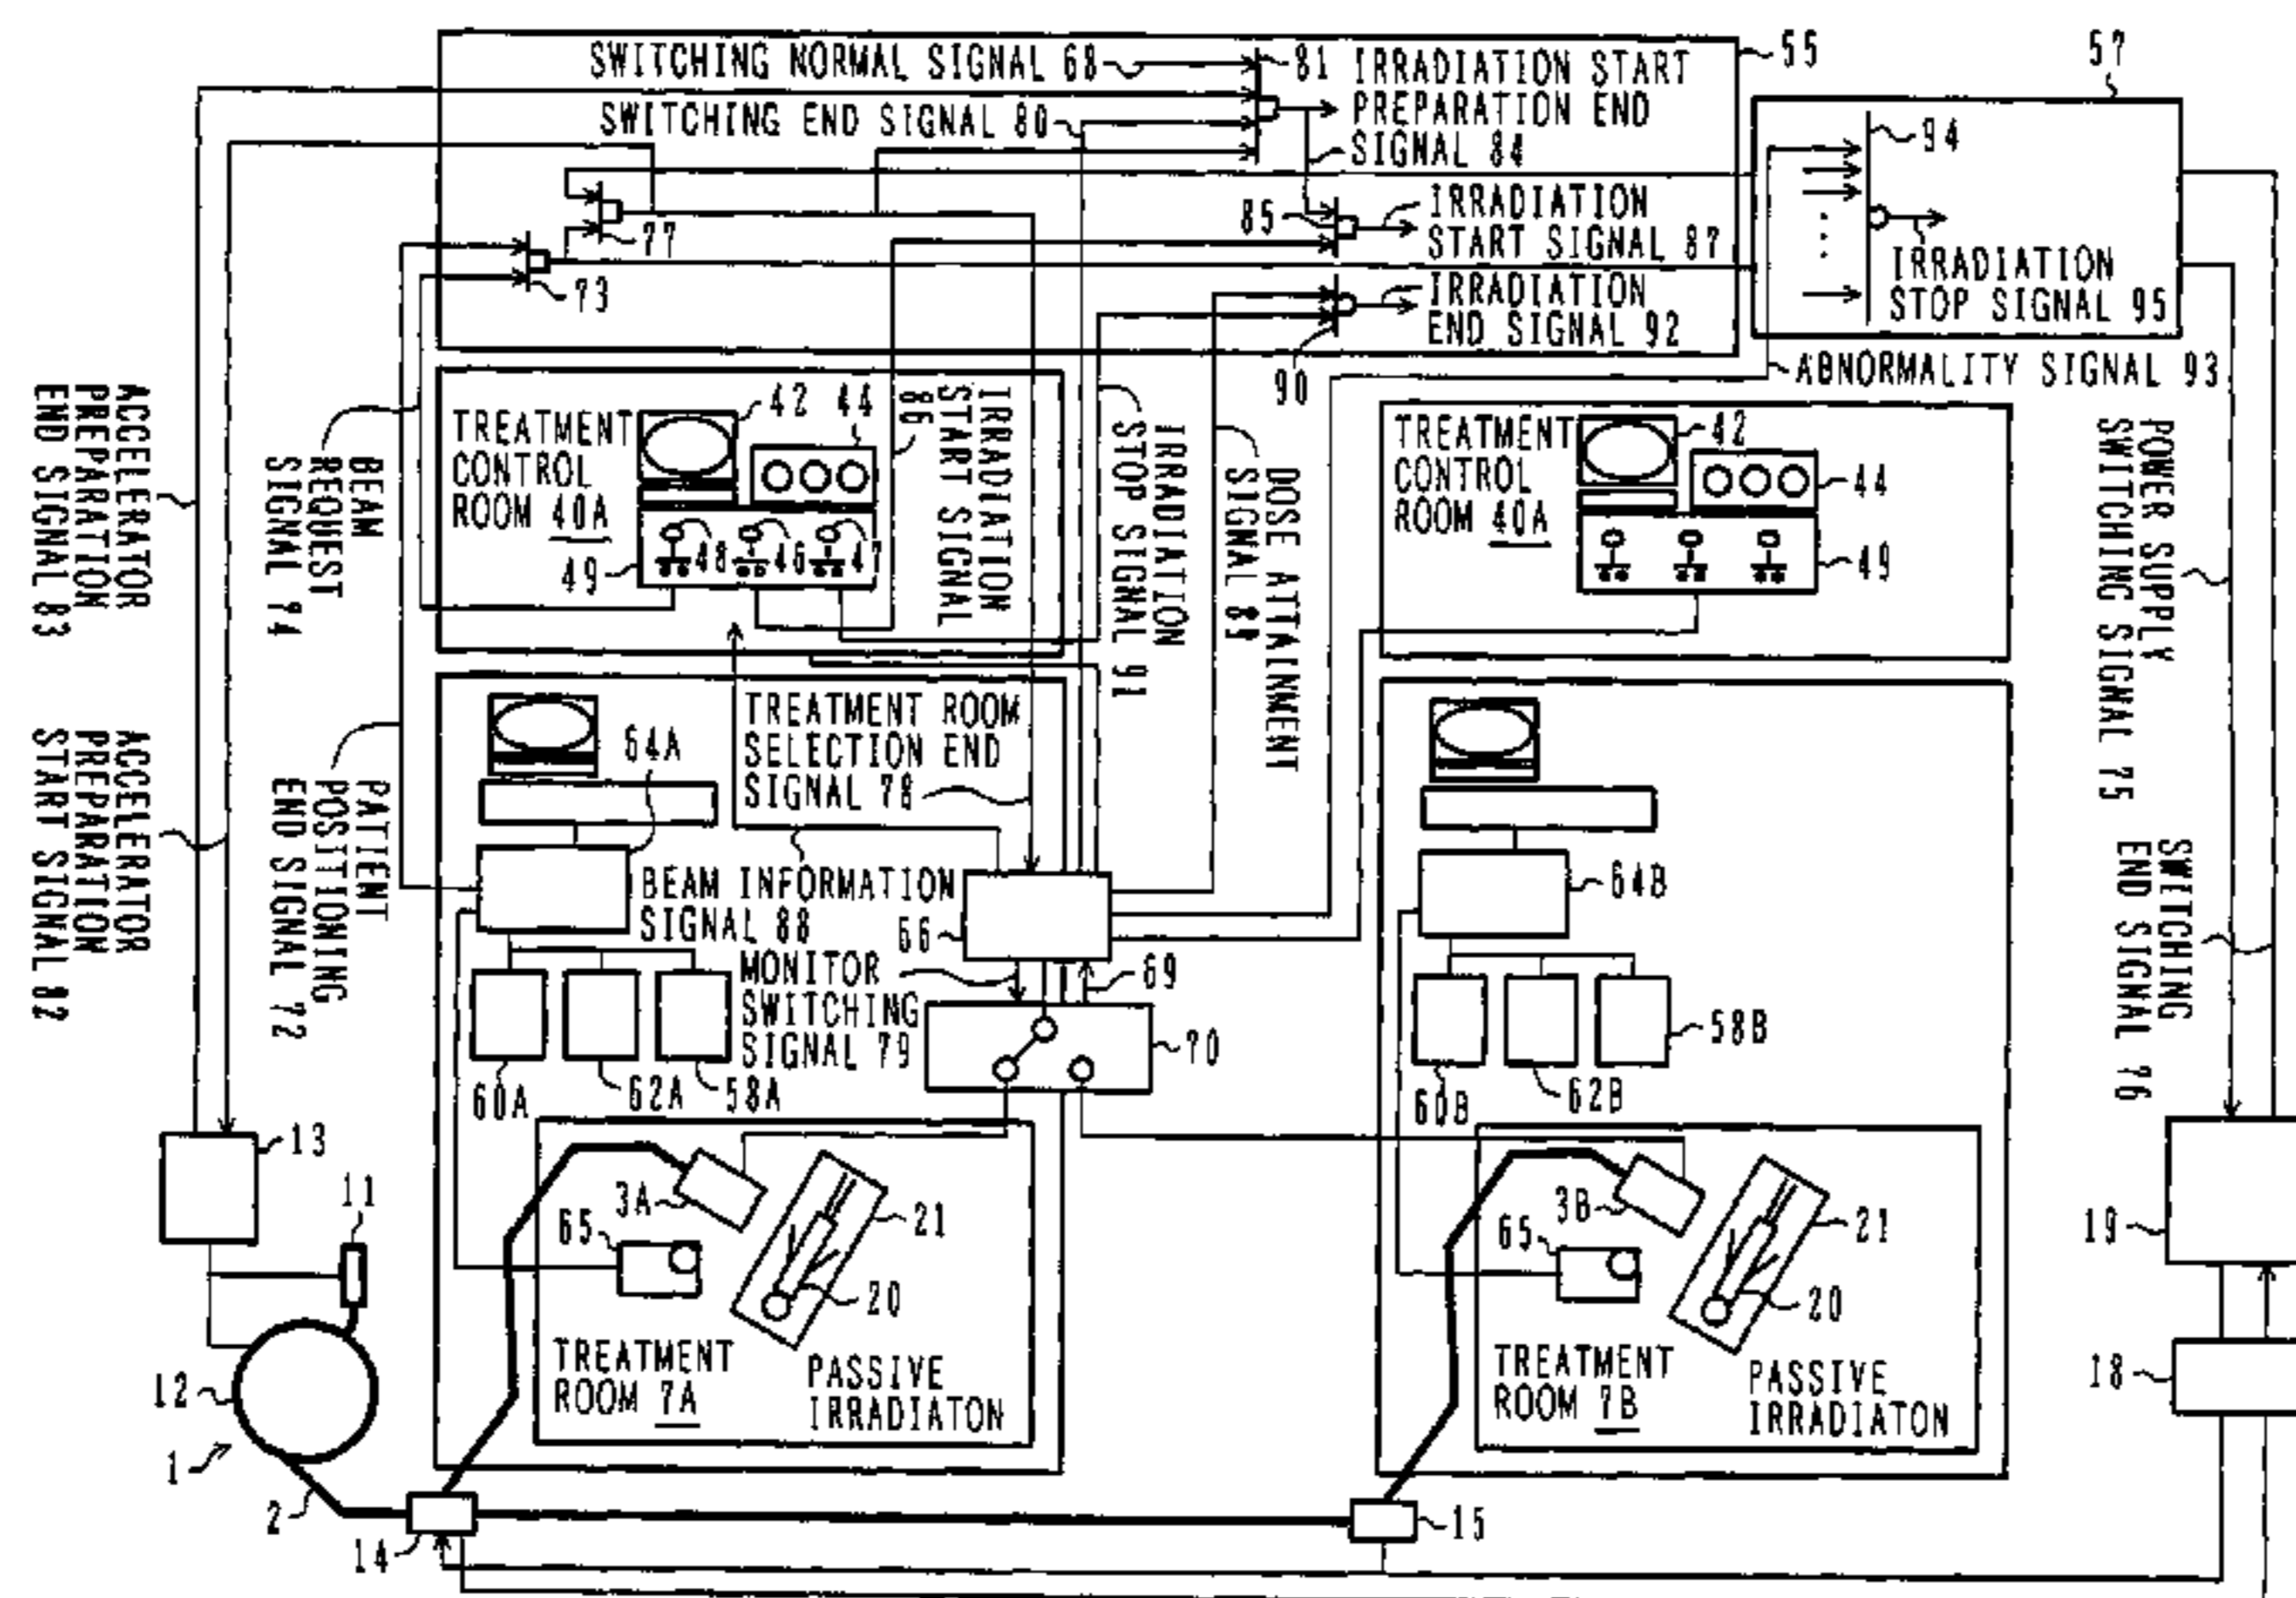 SWITCHING NORMAL SIGNAL 68
81
IRRADIATION START
PREPARATION END
SIGNAL 84
55
57
SWITCHING END SIGNAL 80
94
77
73
85
IRRADIATION
START SIGNAL 87
IRRADIATION
END SIGNAL 92
90
IRRADIATION
STOP SIGNAL 95
ABNORMALITY SIGNAL 93
ACCELERATOR
PREPARATION
END SIGNAL 83
BEAM
REQUEST
SIGNAL 74
TREATMENT
CONTROL
ROOM 40A
42
44
48
46
47
49
IRRADIATION
START SIGNAL
86
IRRADIATION
STOP SIGNAL 91
DOSE ATTAINMENT
SIGNAL 89
TREATMENT
CONTROL
ROOM 40A
42
44
49
POWER SUPPLY
SWITCHING SIGNAL 75
ACCELERATOR
PREPARATION
START SIGNAL 82
PATIENT
POSITIONING
END SIGNAL 72
64A
TREATMENT ROOM
SELECTION END
SIGNAL 78
BEAM INFORMATION
SIGNAL 88
66
MONITOR
SWITCHING
SIGNAL 79
69
70
60A
62A
58A
64B
60B
62B
58B
SWITCHING
END SIGNAL 76
13
11
12
1
2
14
3A
65
21
20
TREATMENT
ROOM 7A
PASSIVE
IRRADIATON
3B
65
21
20
TREATMENT
ROOM 7B
PASSIVE
IRRADIATON
15
19
18